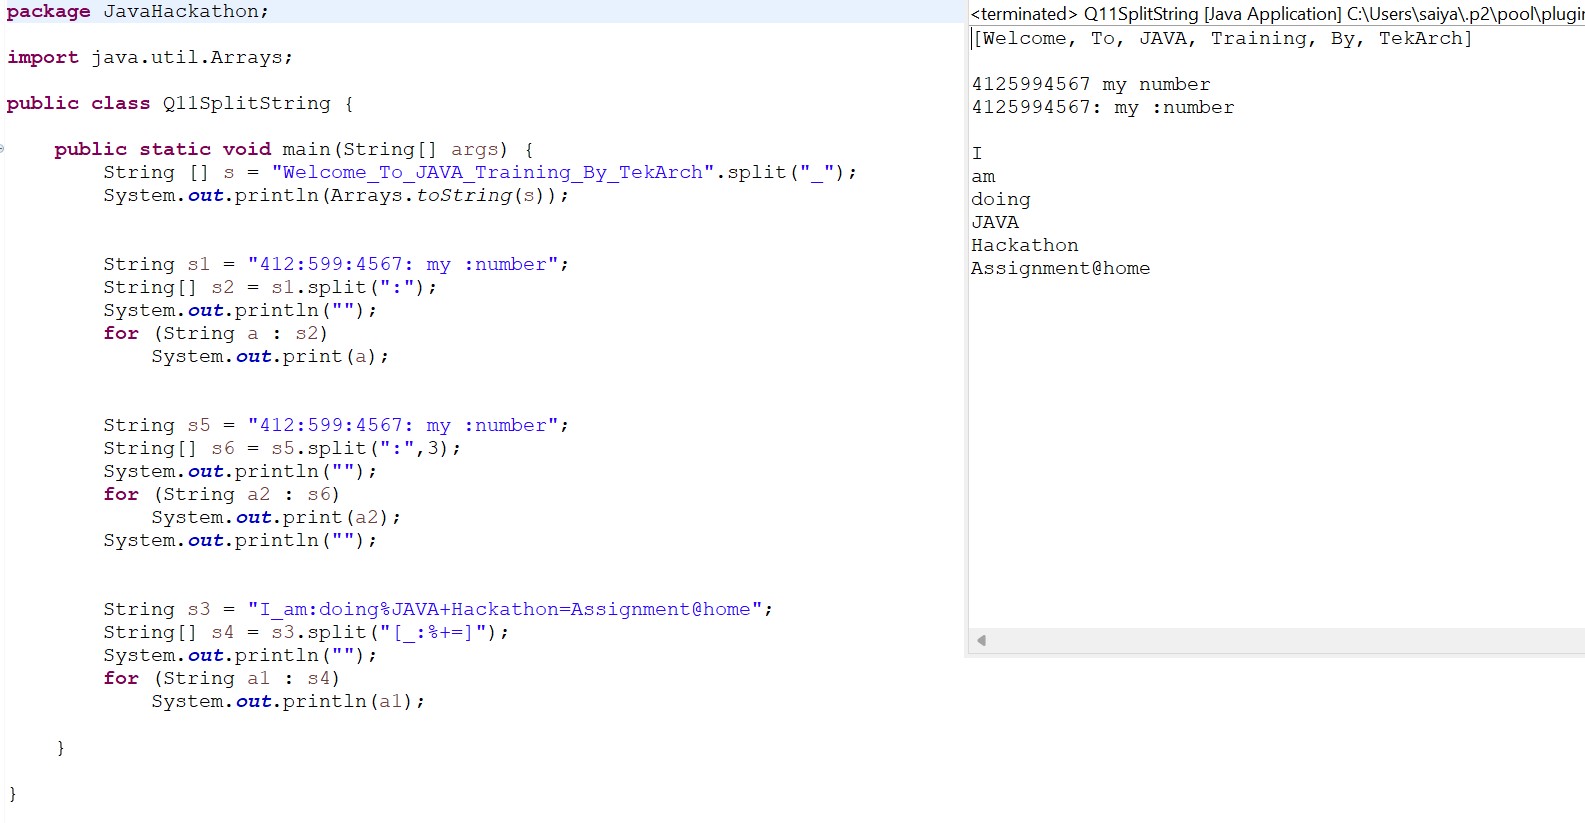 package JavaHackathon;
import java.util.Arrays;
public class Q11SplitString {
public static void main(String[] args) {
String [] s = "Welcome_To_JAVA_Training_By_TekArch".split("_");
System.out.println(Arrays.toString(s));
String s1 = "412:599:4567: my :number";
String[] s2 = s1.split(":");
System.out.println("");
for (String a : s2)
System.out.print(a);
String s5 = "412:599:4567: my :number";
String[] s6 = s5.split(":",3);
System.out.println("");
for (String a2 : s6)
System.out.print(a2);
System.out.println("");
String s3 = "I_am:doing%JAVA+Hackathon=Assignment@home";
String[] s4 = s3.split("[_:%+=]");
System.out.println("");
for (String a1 : s4)
System.out.println(a1);
}
}
<terminated> Q11SplitString [Java Application] C:\Users\saiya\.p2\pool\plugin
[Welcome, To, JAVA, Training, By, TekArch]
4125994567 my number
4125994567: my :number
I
am
doing
JAVA
Hackathon
Assignment@home